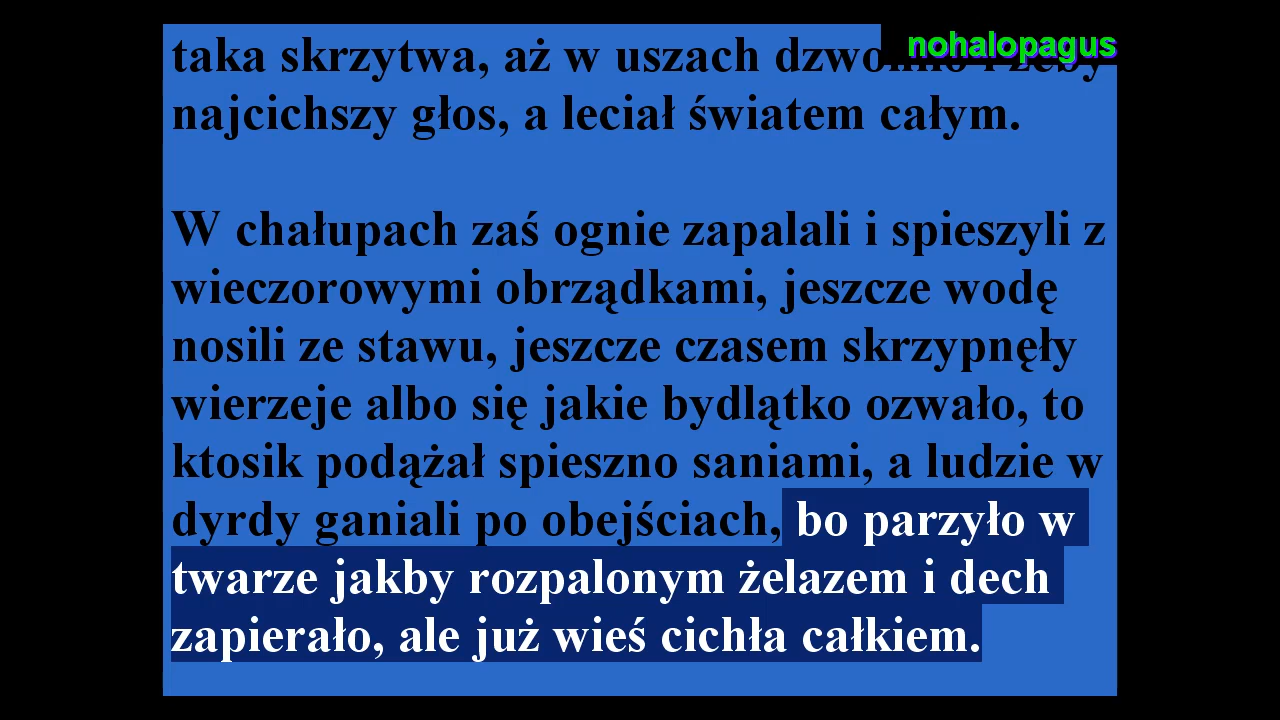 taka skrzytwa, aż w uszach
nohalopagus
najcichszy głos, a leciał światem całym.
W chałupach zaś ognie zapalali i spieszyli z
wieczorowymi obrządkami, jeszcze wodę
nosili ze stawu, jeszcze czasem skrzypnęły
wierzeje albo się jakie bydlątko ozwało, to
ktosik podążał spieszno saniami, a ludzie w
dyrdy ganiali po obejściach, bo parzyło w
twarze jakby rozpalonym żelazem i dech
zapierało, ale już wieś cichła całkiem.